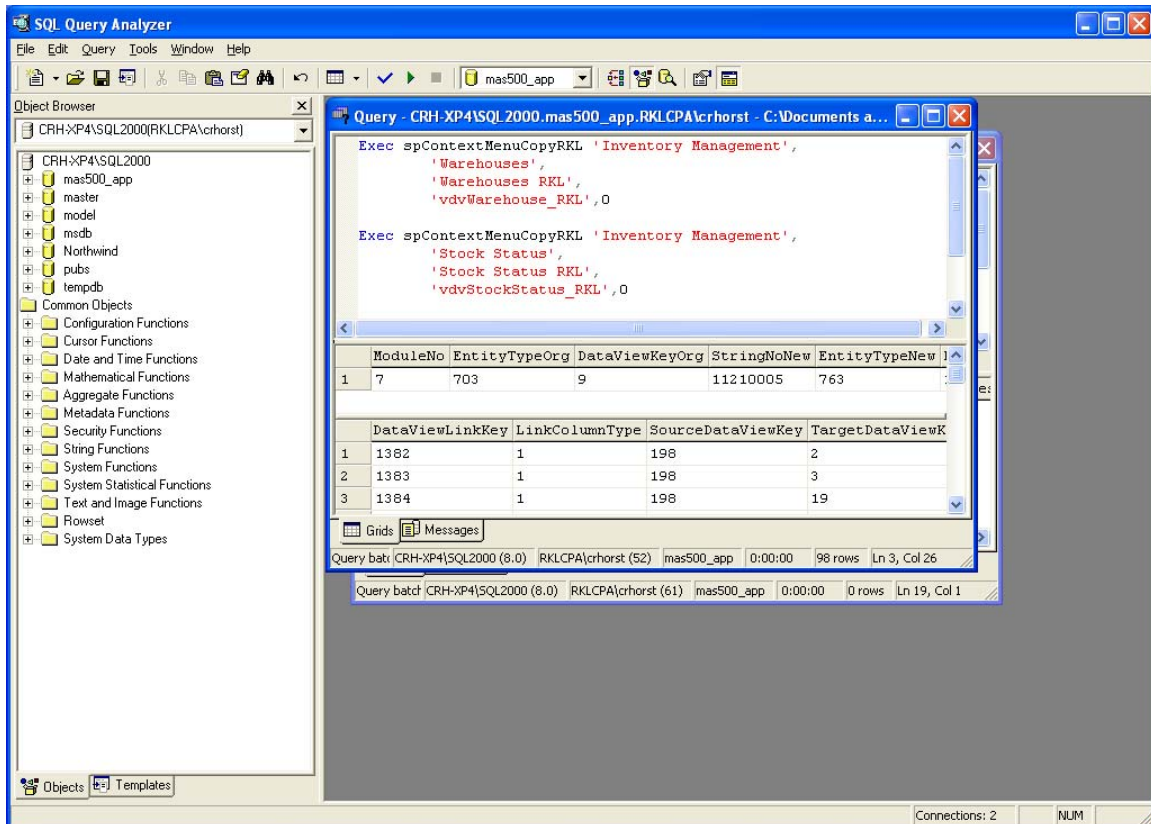 SQL Query Analyzer
File Edit Query Tools Window Help
mas500_app
Object Browser
CRH-XP4\SQL2000(RKLCPA\crhorst)
CRH-XP4\SQL2000
mas500_app
master
model
msdb
Northwind
pubs
tempdb
Common Objects
Configuration Functions
Cursor Functions
Date and Time Functions
Mathematical Functions
Aggregate Functions
Metadata Functions
Security Functions
String Functions
System Functions
System Statistical Functions
Text and Image Functions
Rowset
System Data Types
Objects Templates
Query - CRH-XP4\SQL2000.mas500_app.RKLCPA\crhorst - C:\Documents a...
Exec spContextMenuCopyRKL 'Inventory Management',
'Warehouses',
'Warehouses RKL',
'vdvWarehouse_RKL',0
Exec spContextMenuCopyRKL 'Inventory Management',
'Stock Status',
'Stock Status RKL',
'vdvStockStatus_RKL',0
ModuleNo EntityTypeOrg DataViewKeyOrg StringNoNew EntityTypeNew
1 7 703 9 11210005 763
DataViewLinkKey LinkColumnType SourceDataViewKey TargetDataViewK
1 1382 1 198 2
2 1383 1 198 3
3 1384 1 198 19
Grids Messages
Query batc CRH-XP4\SQL2000 (8.0) RKLCPA\crhorst (52) mas500_app 0:00:00 98 rows Ln 3, Col 26
Query batch CRH-XP4\SQL2000 (8.0) RKLCPA\crhorst (61) mas500_app 0:00:00 0 rows Ln 19, Col 1
Connections: 2 NUM